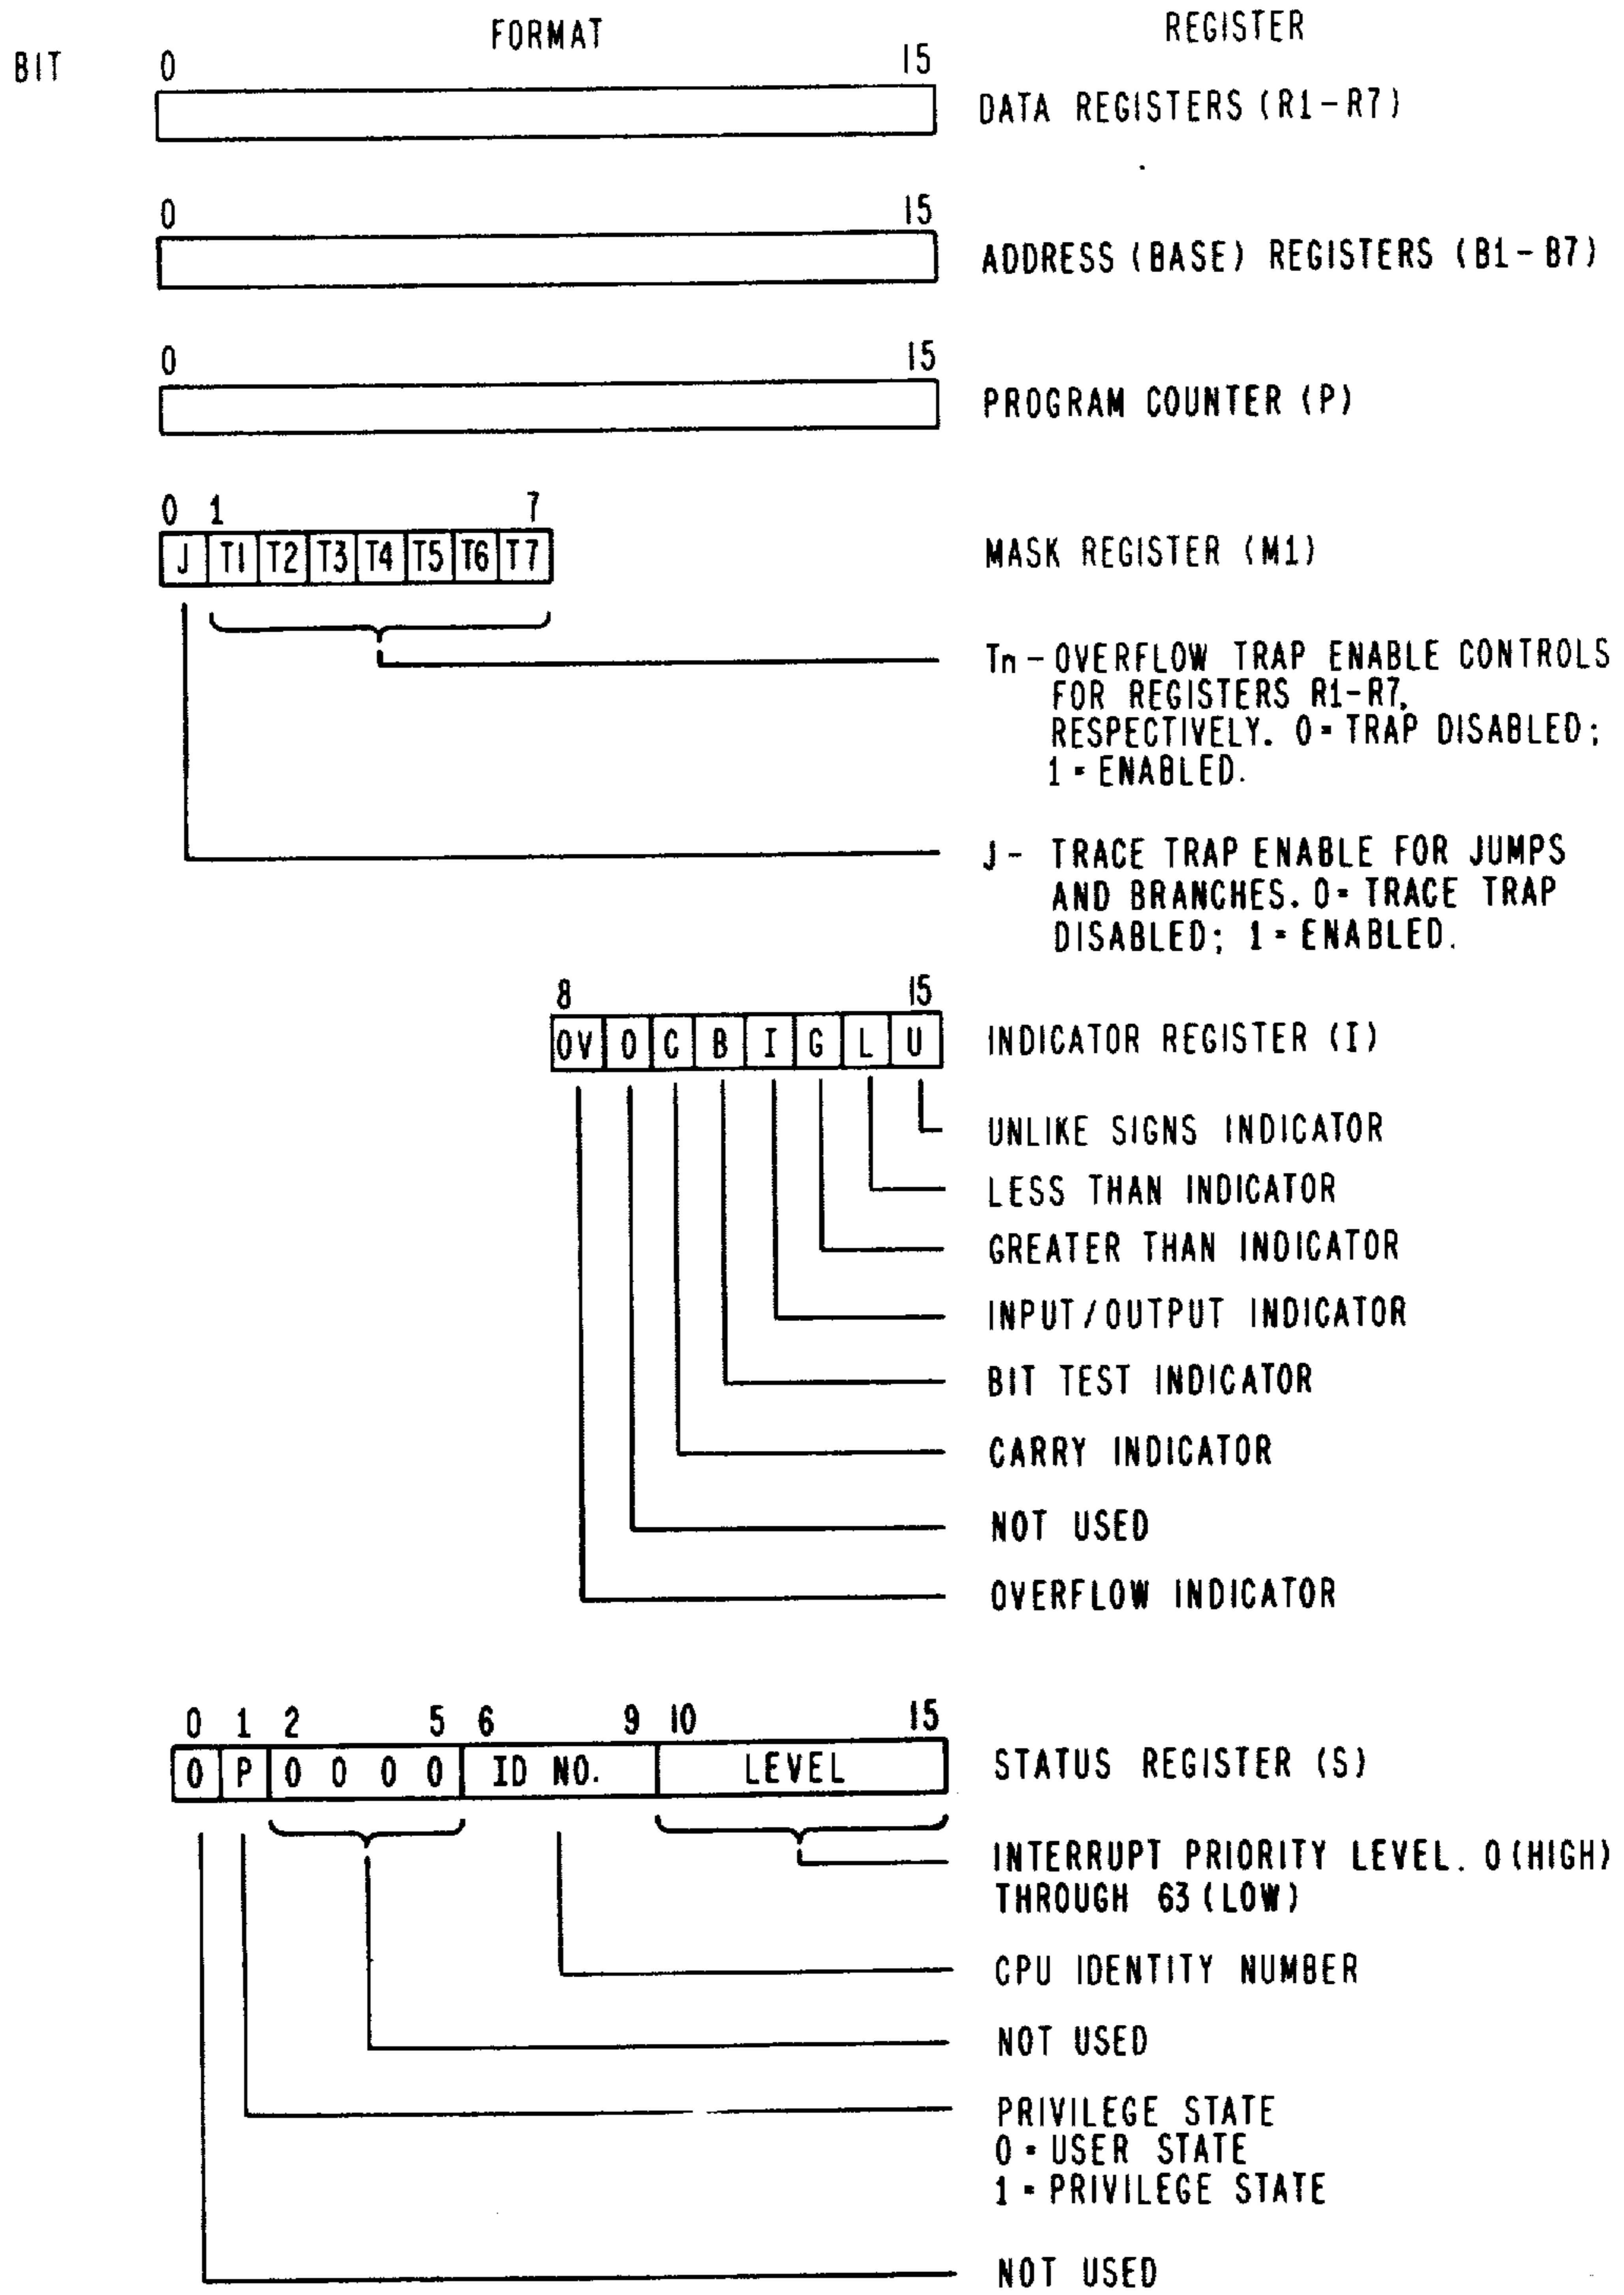 FORMAT REGISTER
BIT 0 15
DATA REGISTERS (R1-R7)
0 15
ADDRESS (BASE) REGISTERS (B1-B7)
0 15
PROGRAM COUNTER (P)
0 1 7
J T1 T2 T3 T4 T5 T6 T7 MASK REGISTER (M1)
Tn - OVERFLOW TRAP ENABLE CONTROLS
FOR REGISTERS R1-R7,
RESPECTIVELY. 0 = TRAP DISABLED;
1 = ENABLED.
J - TRACE TRAP ENABLE FOR JUMPS
AND BRANCHES. 0 = TRACE TRAP
DISABLED; 1 = ENABLED.
8 15
OV 0 C B I G L U INDICATOR REGISTER (I)
UNLIKE SIGNS INDICATOR
LESS THAN INDICATOR
GREATER THAN INDICATOR
INPUT/OUTPUT INDICATOR
BIT TEST INDICATOR
CARRY INDICATOR
NOT USED
OVERFLOW INDICATOR
0 1 2 5 6 9 10 15
0 P 0 0 0 0 ID NO. LEVEL STATUS REGISTER (S)
INTERRUPT PRIORITY LEVEL. 0 (HIGH)
THROUGH 63 (LOW)
CPU IDENTITY NUMBER
NOT USED
PRIVILEGE STATE
0 = USER STATE
1 = PRIVILEGE STATE
NOT USED